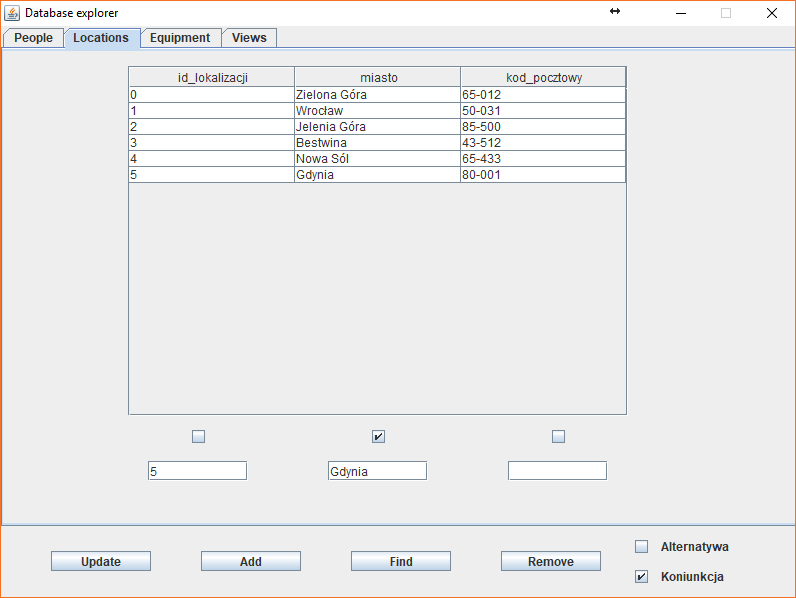 Database explorer
People Locations Equipment Views
id_lokalizacji miasto kod_pocztowy
0 Zielona Góra 65-012
1 Wrocław 50-031
2 Jelenia Góra 85-500
3 Bestwina 43-512
4 Nowa Sól 65-433
5 Gdynia 80-001
5 Gdynia
Update Add Find Remove
Alternatywa
Koniunkcja